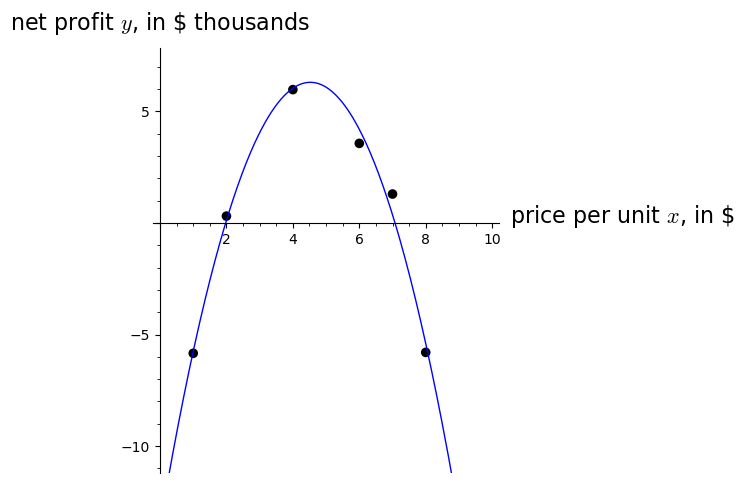 net profit y, in $ thousands
5
price per unit x, in $
2 4 6 8 10
−5
−10